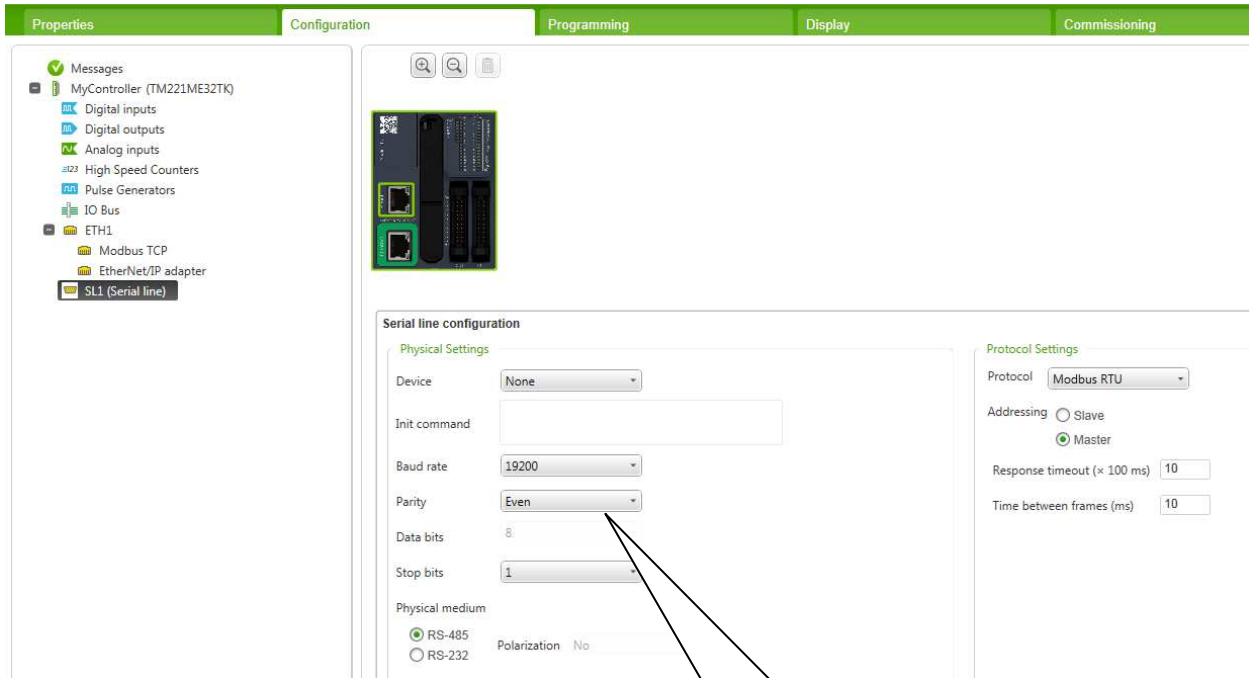 Properties Configuration Programming Display Commissioning
Messages
MyController (TM221ME32TK)
Digital inputs
Digital outputs
Analog inputs
High Speed Counters
Pulse Generators
IO Bus
ETH1
Modbus TCP
EtherNet/IP adapter
SL1 (Serial line)
Serial line configuration
Physical Settings
Device None
Init command
Baud rate 19200
Parity Even
Data bits 8
Stop bits 1
Physical medium
RS-485
RS-232
Polarization No
Protocol Settings
Protocol Modbus RTU
Addressing Slave
Master
Response timeout (× 100 ms) 10
Time between frames (ms) 10